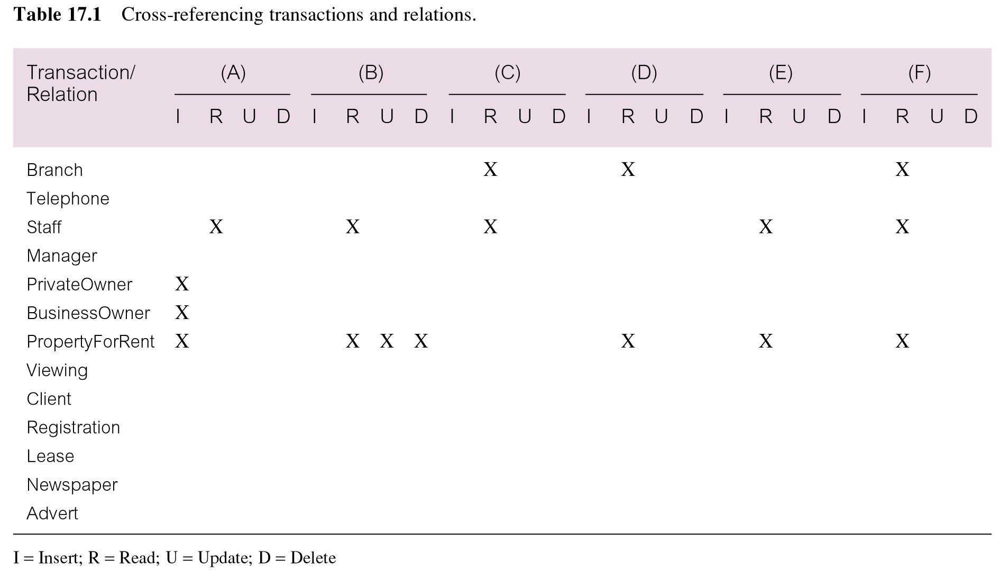 Table 17.1 Cross-referencing transactions and relations.
Transaction/ (A) (B) (C) (D) (E) (F)
Relation
I R U D I R U D I R U D I R U D I R U D I R U D
Branch X X X
Telephone
Staff X X X X X
Manager
PrivateOwner X
BusinessOwner X
PropertyForRent X X X X X X X
Viewing
Client
Registration
Lease
Newspaper
Advert
I = Insert; R = Read; U = Update; D = Delete